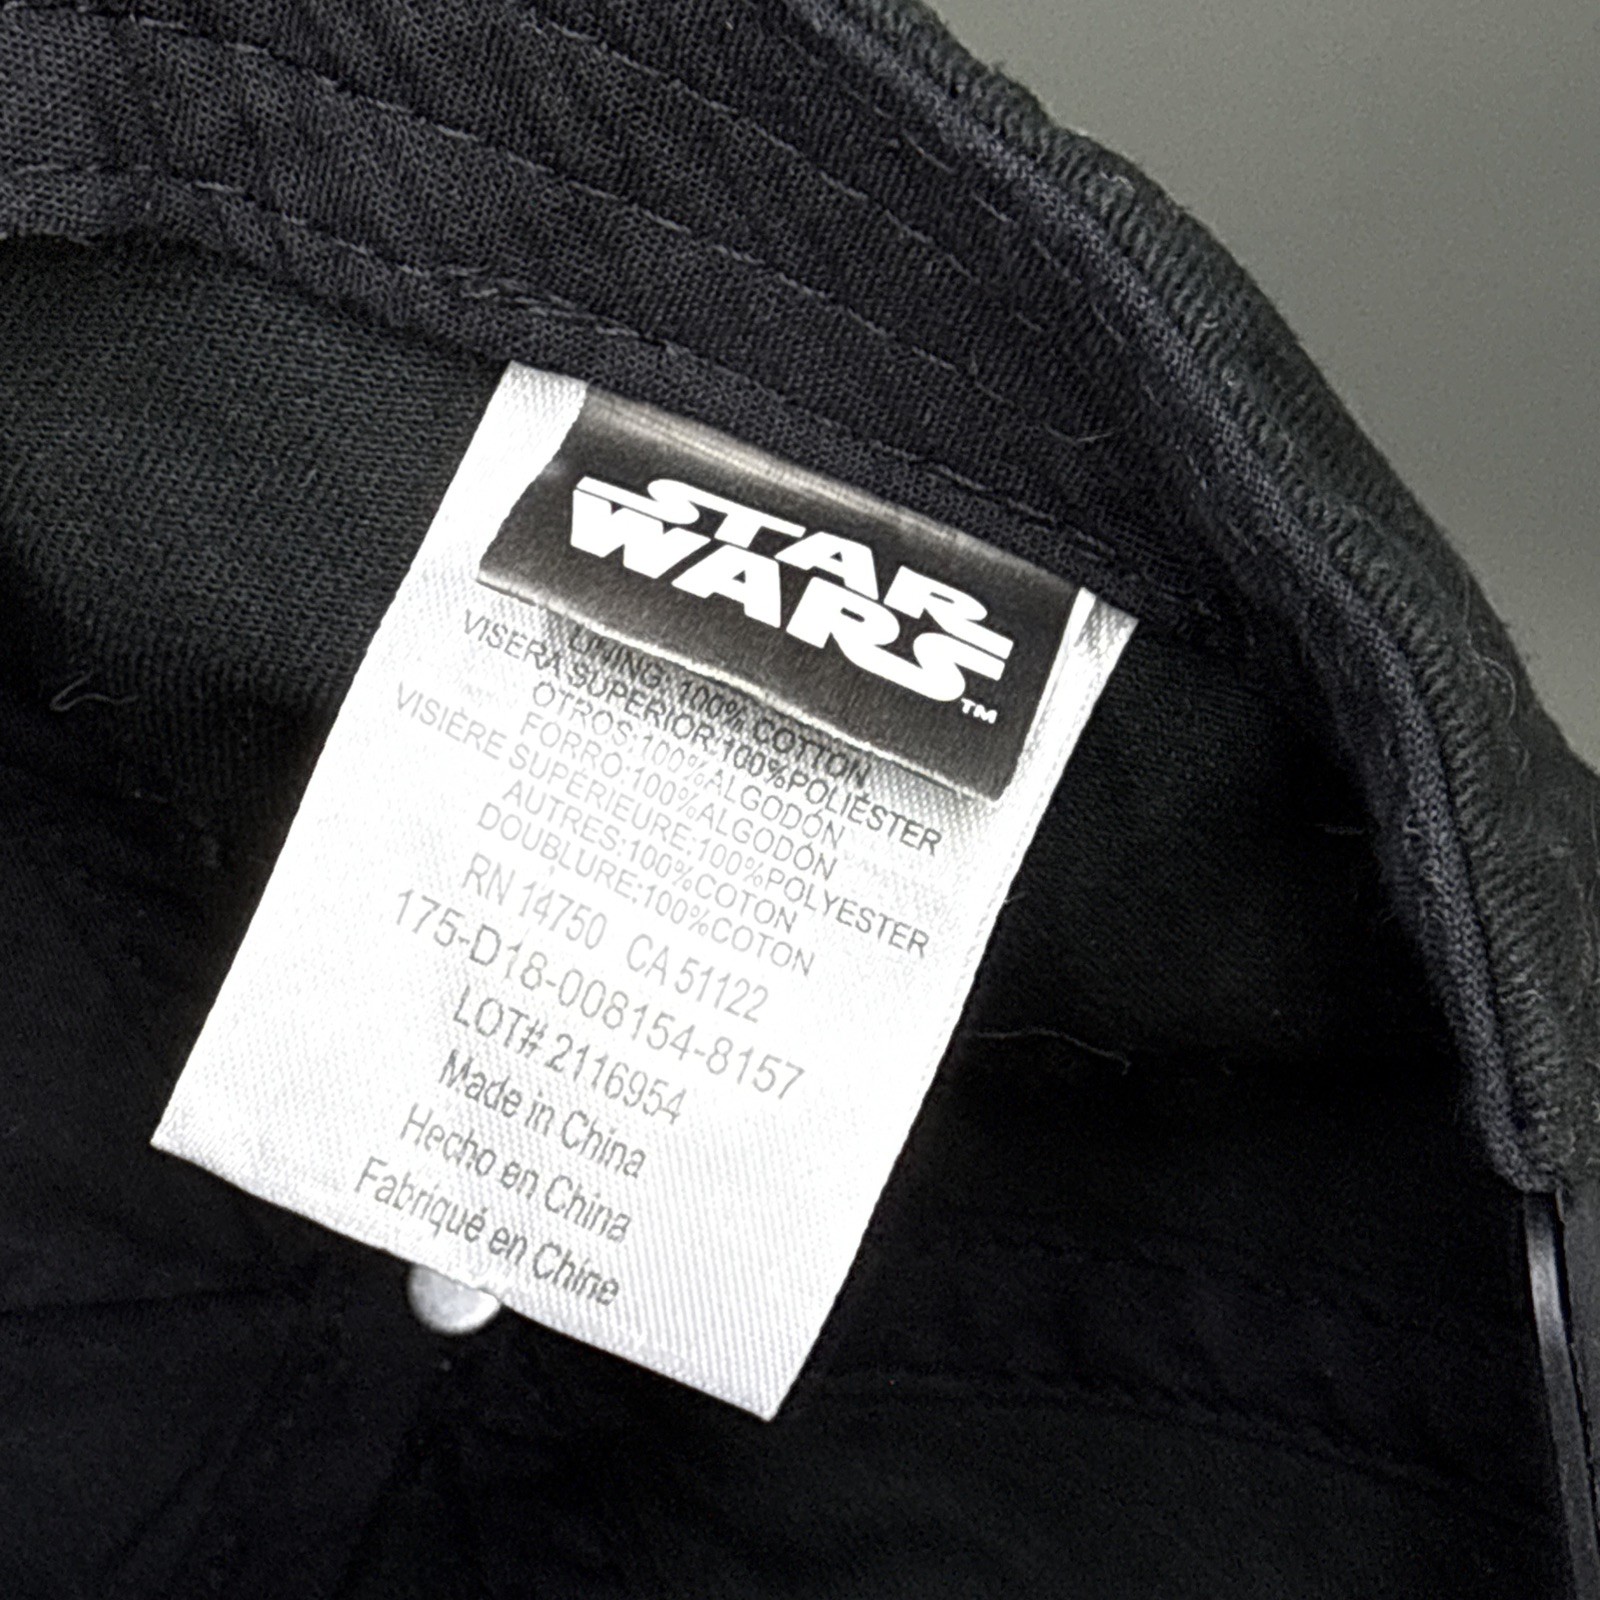 STAR
WARS™
LINING: 100% COTTON
VISERA SUPERIOR:100%POLIÉSTER
OTROS:100%ALGODÓN
FORRO:100%ALGODÓN
VISIÈRE SUPÉRIEURE:100%POLYESTER
AUTRES:100%COTON
DOUBLURE:100%COTON
RN 14750 CA 51122
175-D18-008154-8157
LOT# 2116954
Made in China
Hecho en China
Fabriqué en Chine